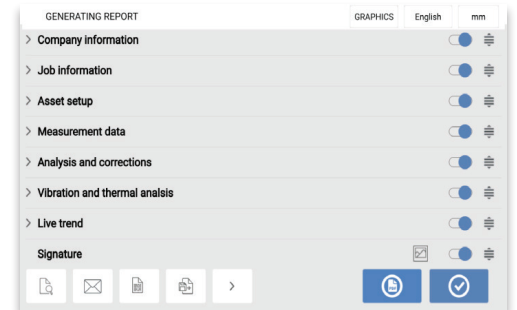 GENERATING REPORT
GRAPHICS
English
mm
Company information
Job information
Asset setup
Measurement data
Analysis and corrections
Vibration and thermal analsis
Live trend
Signature